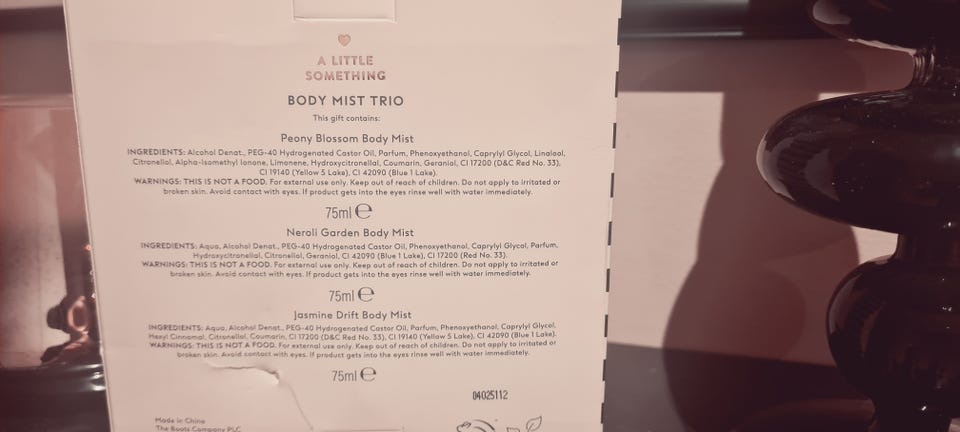 A LITTLE
SOMETHING
BODY MIST TRIO
This gift contains:
Peony Blossom Body Mist
INGREDIENTS: Alcohol Denat., PEG-40 Hydrogenated Castor Oil, Parfum, Phenoxyethanol, Caprylyl Glycol, Linalool,
Citronellol, Alpha-Isomethyl Ionone, Limonene, Hydroxycitronellal, Coumarin, Geraniol, CI 17200 (D&C Red No. 33),
CI 19140 (Yellow 5 Lake), CI 42090 (Blue 1 Lake).
WARNINGS: THIS IS NOT A FOOD. For external use only. Keep out of reach of children. Do not apply to irritated or
broken skin. Avoid contact with eyes. If product gets into the eyes rinse well with water immediately.
75ml ℮
Neroli Garden Body Mist
INGREDIENTS: Aqua, Alcohol Denat., PEG-40 Hydrogenated Castor Oil, Phenoxyethanol, Caprylyl Glycol, Parfum,
Hydroxycitronellal, Citronellol, Geraniol, CI 42090 (Blue 1 Lake), CI 17200 (Red No. 33).
WARNINGS: THIS IS NOT A FOOD. For external use only. Keep out of reach of children. Do not apply to irritated or
broken skin. Avoid contact with eyes. If product gets into the eyes rinse well with water immediately.
75ml ℮
Jasmine Drift Body Mist
INGREDIENTS: Aqua, Alcohol Denat., PEG-40 Hydrogenated Castor Oil, Parfum, Phenoxyethanol, Caprylyl Glycol,
Hexyl Cinnamal, Citronellol, Coumarin, CI 17200 (D&C Red No. 33), CI 19140 (Yellow 5 Lake), CI 42090 (Blue 1 Lake).
WARNINGS: THIS IS NOT A FOOD. For external use only. Keep out of reach of children. Do not apply to irritated or
broken skin. Avoid contact with eyes. If product gets into the eyes rinse well with water immediately.
75ml ℮
04025112
Made in China
The Boots Company PLC